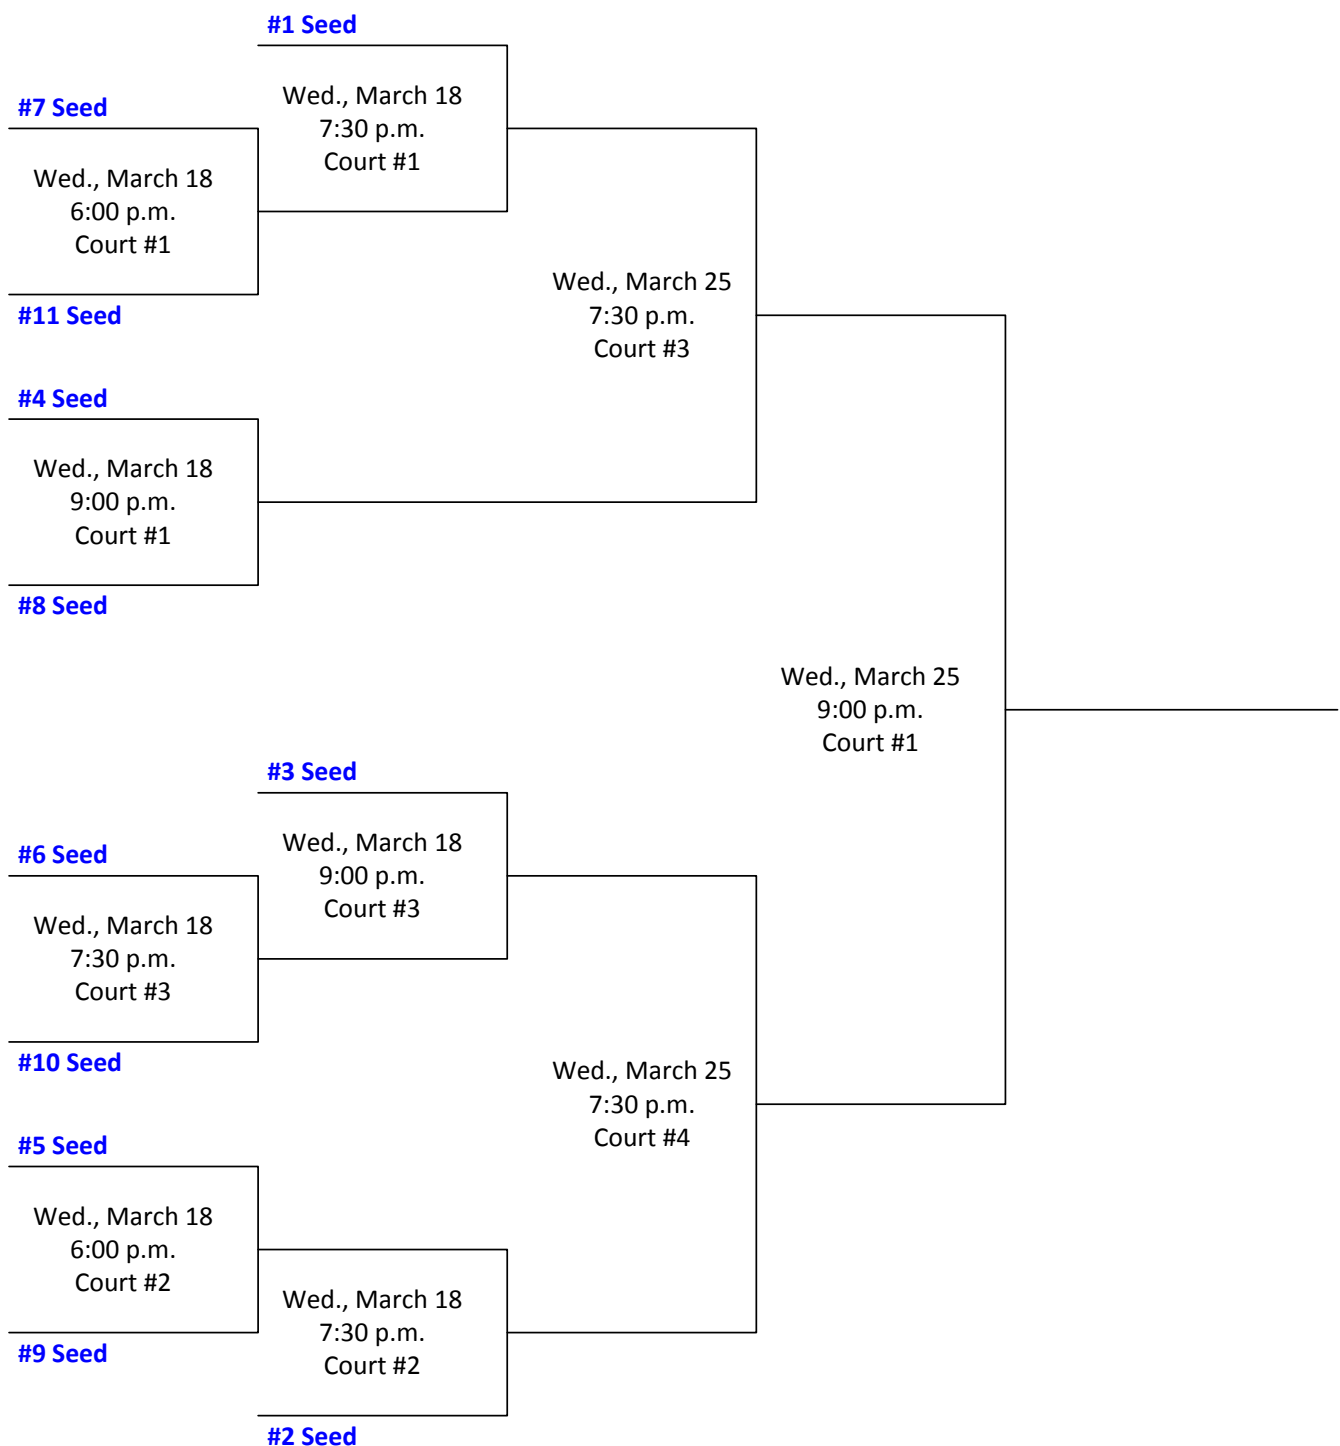 #1 Seed
#7 Seed
Wed., March 18
7:30 p.m.
Court #1
Wed., March 18
6:00 p.m.
Court #1
#11 Seed
Wed., March 25
7:30 p.m.
Court #3
#4 Seed
Wed., March 18
9:00 p.m.
Court #1
#8 Seed
Wed., March 25
9:00 p.m.
Court #1
#3 Seed
#6 Seed
Wed., March 18
9:00 p.m.
Court #3
Wed., March 18
7:30 p.m.
Court #3
#10 Seed
Wed., March 25
7:30 p.m.
Court #4
#5 Seed
Wed., March 18
6:00 p.m.
Court #2
#9 Seed
Wed., March 18
7:30 p.m.
Court #2
#2 Seed